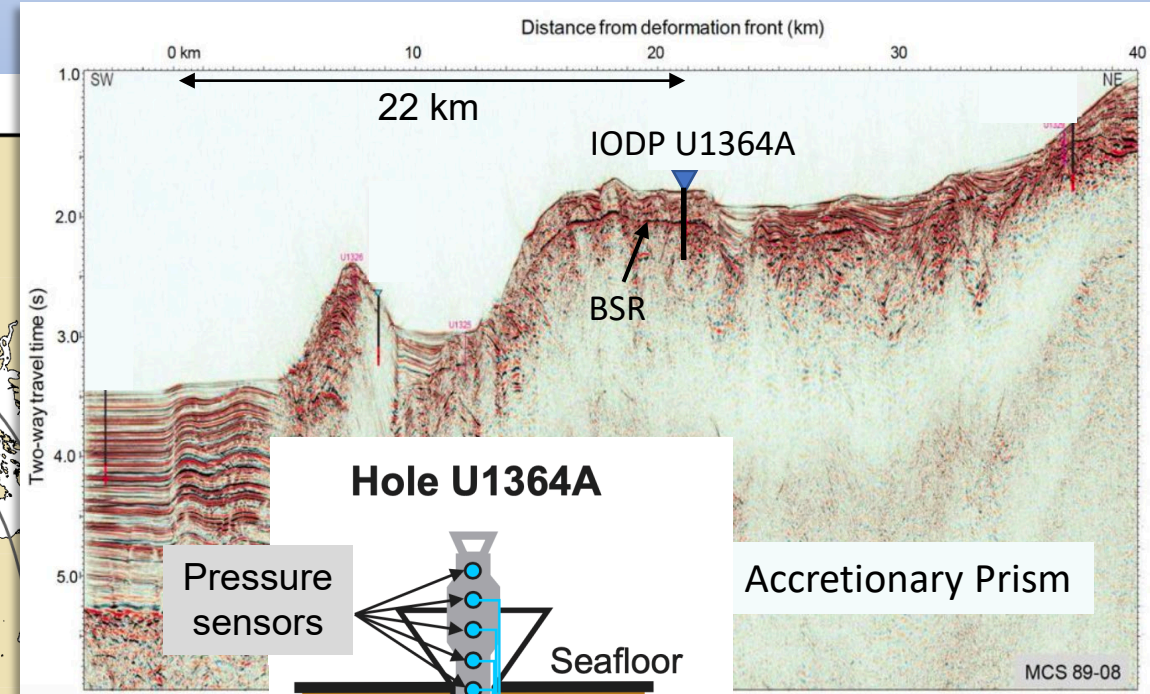 Distance from deformation front (km)
0 km 10 20 30 40
1.0
SW
NE
22 km
IODP U1364A
U1329
2.0
U1326
BSR
U1325
3.0
Two-way travel time (s)
4.0
Hole U1364A
5.0
Pressure
sensors
Accretionary Prism
Seafloor
MCS 89-08